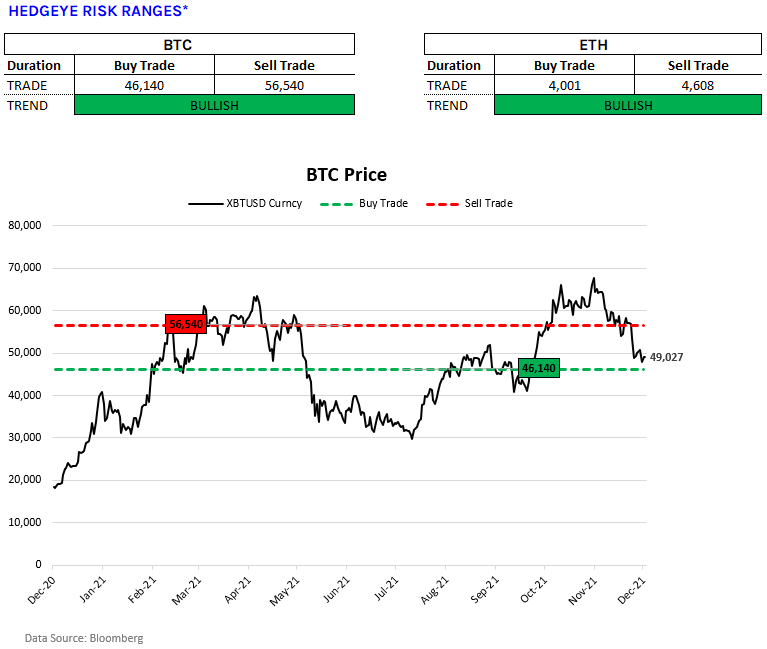 HEDGEYE RISK RANGES*
BTC
Duration Buy Trade Sell Trade
TRADE 46,140 56,540
TREND BULLISH
ETH
Duration Buy Trade Sell Trade
TRADE 4,001 4,608
TREND BULLISH
BTC Price
XBTUSD Curncy Buy Trade Sell Trade
80,000
70,000
60,000
50,000
40,000
30,000
20,000
10,000
0
56,540
46,140
49,027
Dec-20 Jan-21 Feb-21 Mar-21 Apr-21 May-21 Jun-21 Jul-21 Aug-21 Sep-21 Oct-21 Nov-21 Dec-21
Data Source: Bloomberg